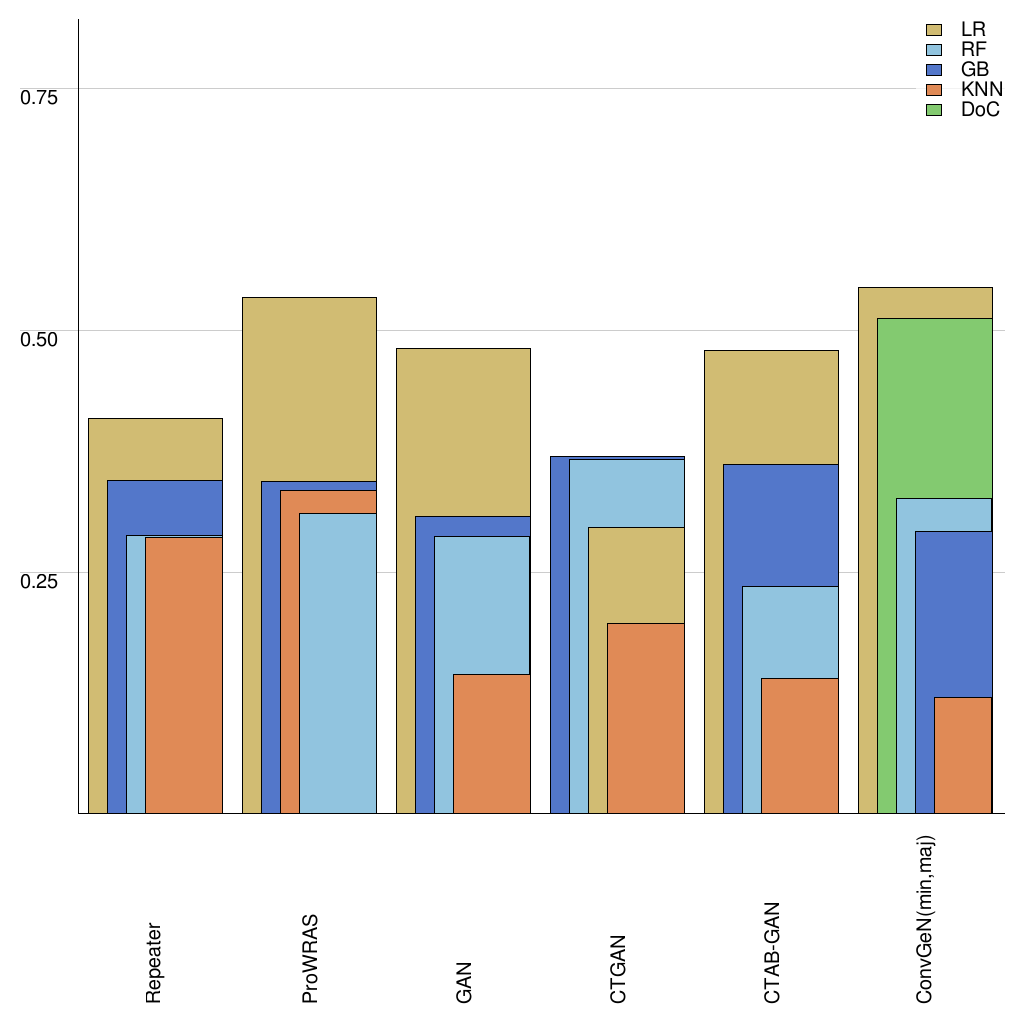 LR
RF
GB
KNN
DoC
0.75
0.50
0.25
Repeater
ProWRAS
GAN
CTGAN
CTAB-GAN
ConvGeN(min,maj)